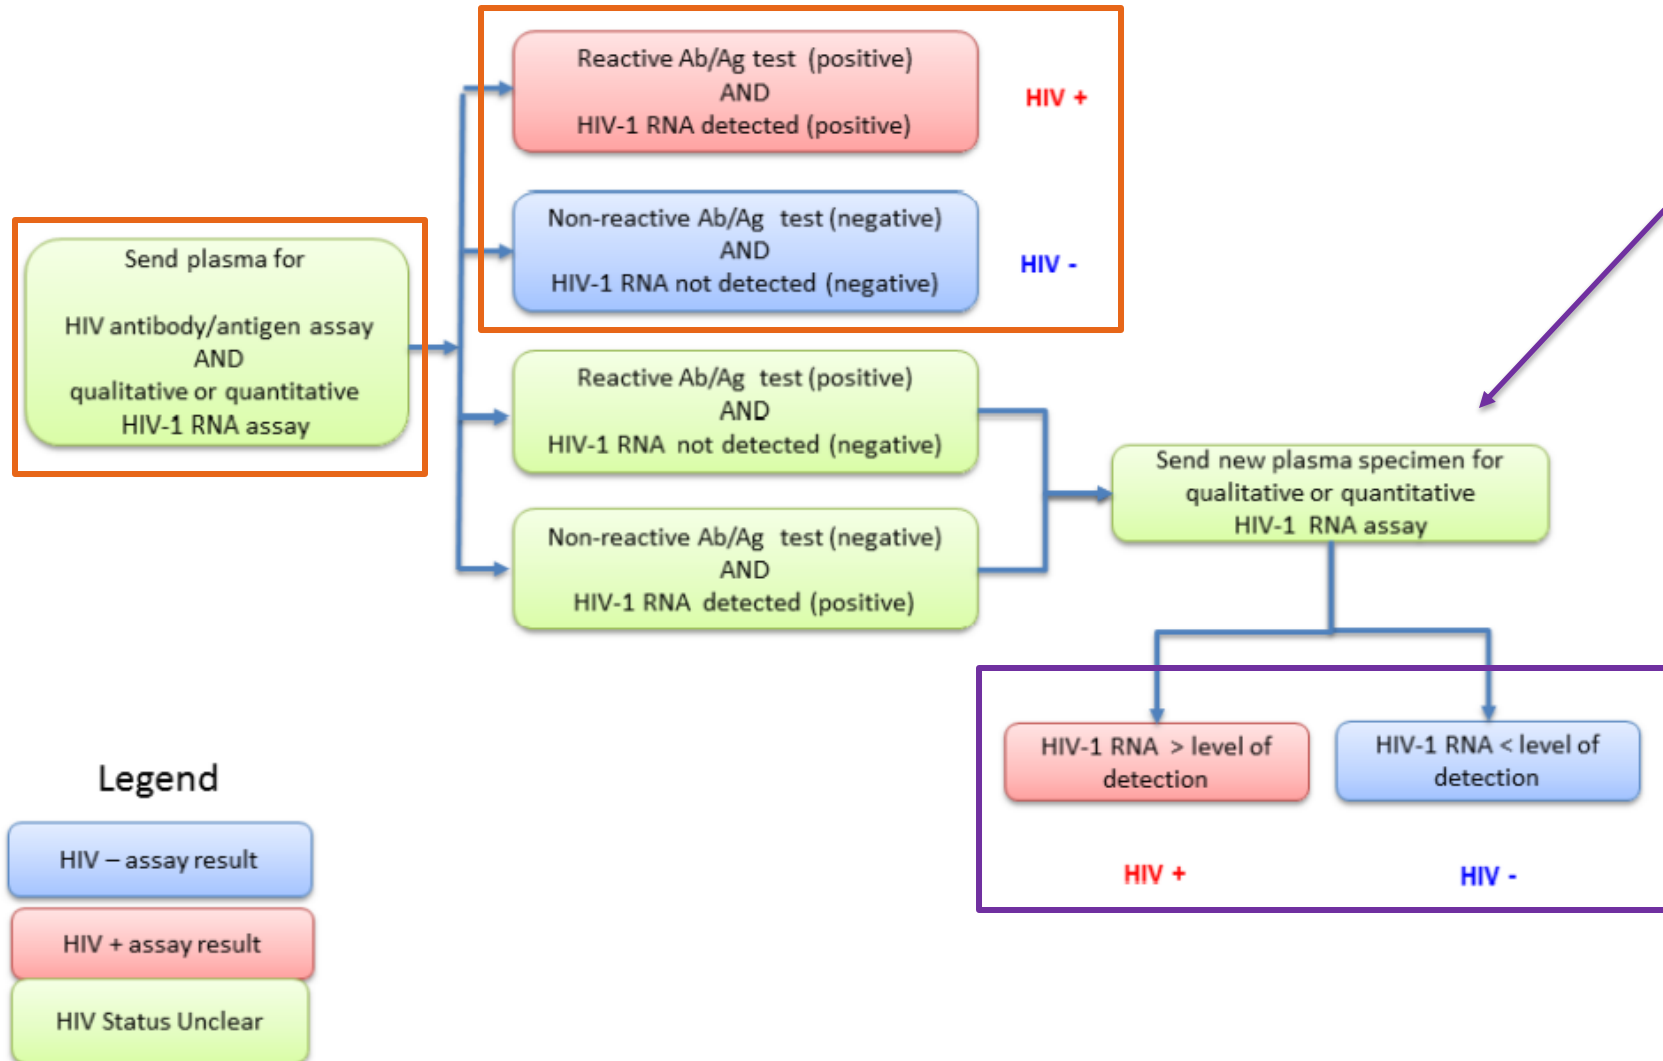 Send plasma for
HIV antibody/antigen assay
AND
qualitative or quantitative
HIV-1 RNA assay
Reactive Ab/Ag test (positive)
AND
HIV-1 RNA detected (positive)
HIV +
Non-reactive Ab/Ag test (negative)
AND
HIV-1 RNA not detected (negative)
HIV -
Reactive Ab/Ag test (positive)
AND
HIV-1 RNA not detected (negative)
Non-reactive Ab/Ag test (negative)
AND
HIV-1 RNA detected (positive)
Send new plasma specimen for
qualitative or quantitative
HIV-1 RNA assay
HIV-1 RNA > level of
detection
HIV +
HIV-1 RNA < level of
detection
HIV -
Legend
HIV – assay result
HIV + assay result
HIV Status Unclear